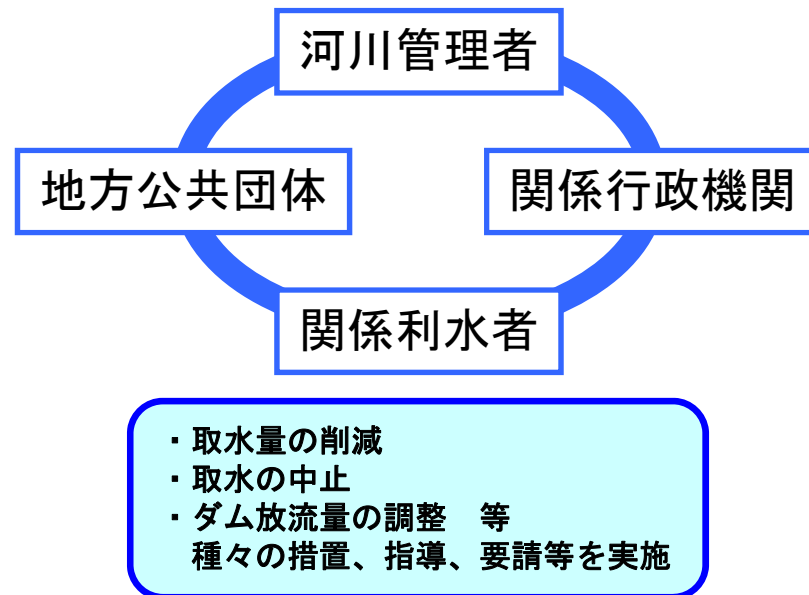 河川管理者
地方公共団体
関係行政機関
関係利水者
・取水量の削減
・取水の中止
・ダム放流量の調整　等
種々の措置、指導、要請等を実施